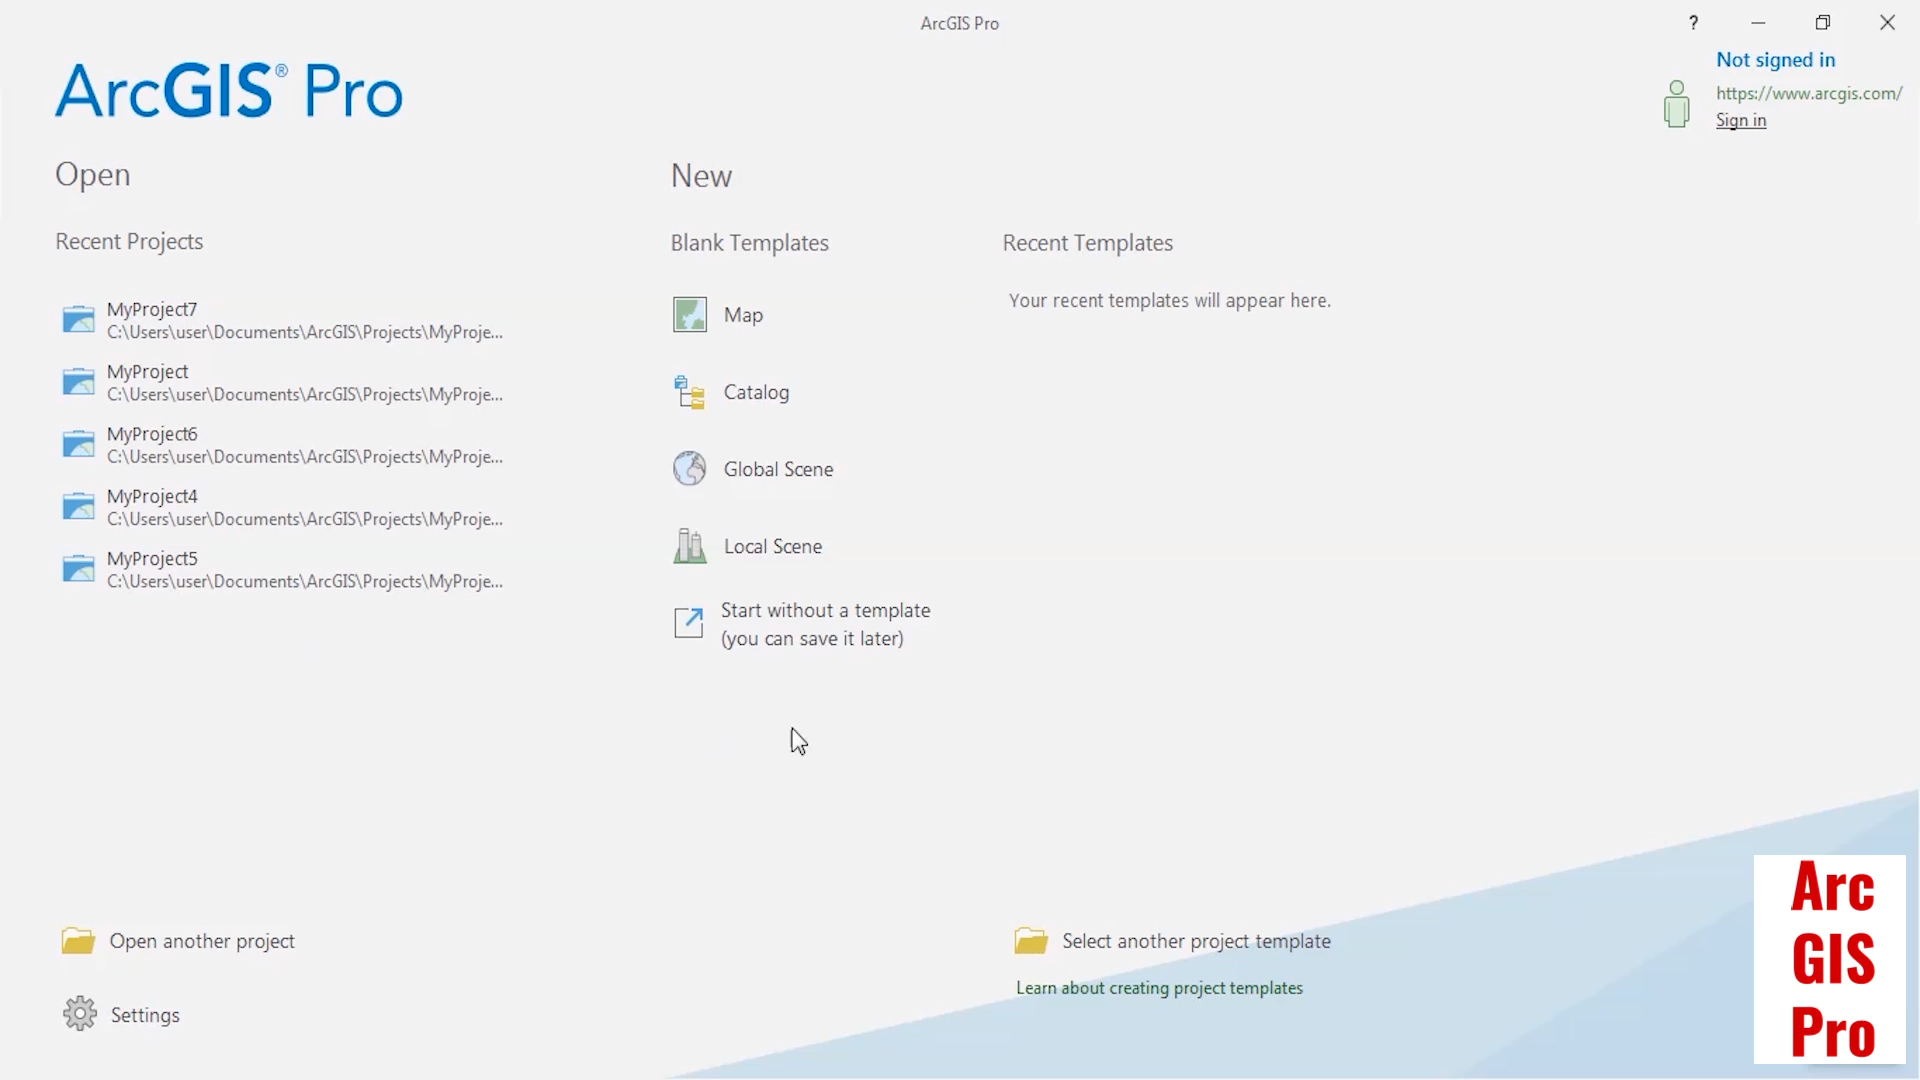 ArcGIS Pro
?
ArcGIS® Pro
Not signed in
https://www.arcgis.com/
Sign in
Open
Recent Projects
MyProject7
C:\Users\user\Documents\ArcGIS\Projects\MyProje...
MyProject
C:\Users\user\Documents\ArcGIS\Projects\MyProje...
MyProject6
C:\Users\user\Documents\ArcGIS\Projects\MyProje...
MyProject4
C:\Users\user\Documents\ArcGIS\Projects\MyProje...
MyProject5
C:\Users\user\Documents\ArcGIS\Projects\MyProje...
Open another project
Settings
New
Blank Templates
Map
Catalog
Global Scene
Local Scene
Start without a template
(you can save it later)
Recent Templates
Your recent templates will appear here.
Select another project template
Learn about creating project templates
Arc
GIS
Pro